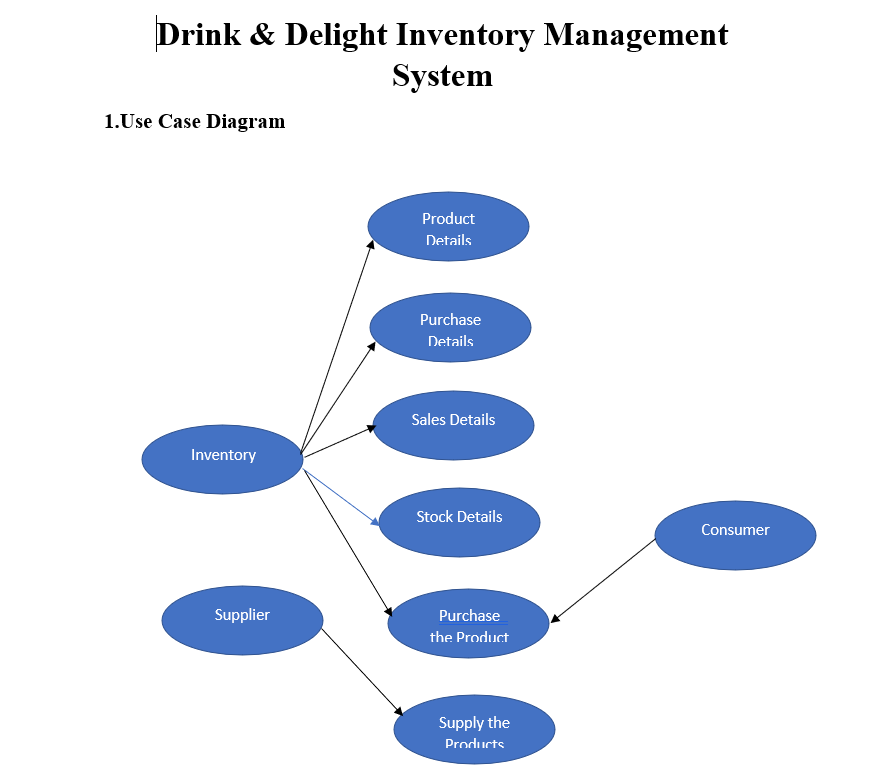 Drink & Delight Inventory Management
System
1.Use Case Diagram
Product
Details
Purchase
Details
Sales Details
Inventory
Stock Details
Consumer
Supplier
Purchase
the Product
Supply the
Products